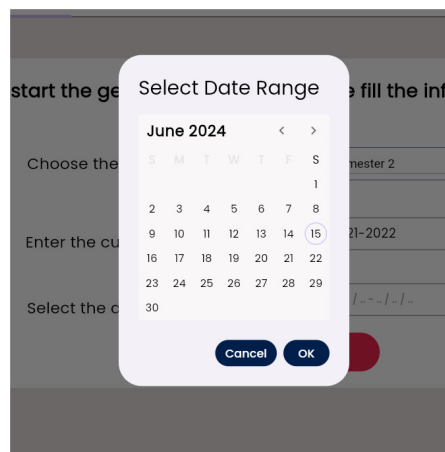 start the ge
e fill the inf
Select Date Range
June 2024 < >
S M T W T F S
1
2 3 4 5 6 7 8
9 10 11 12 13 14 15
16 17 18 19 20 21 22
23 24 25 26 27 28 29
30
Choose the
mester 2
Enter the cu
21-2022
Select the d
/ .. - .. / .. / ..
Cancel OK